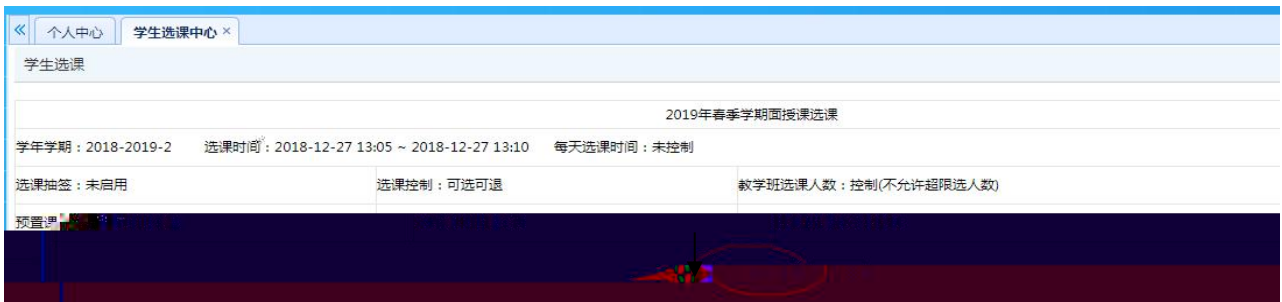 个人中心 学生选课中心
学生选课
2019年春季学期面授课选课
学年学期：2018-2019-2 选课时间：2018-12-27 13:05 ~ 2018-12-27 13:10 每天选课时间：未控制
选课抽签：未启用 选课控制：可选可退 教学班选课人数：控制(不允许超限选人数)
预置课